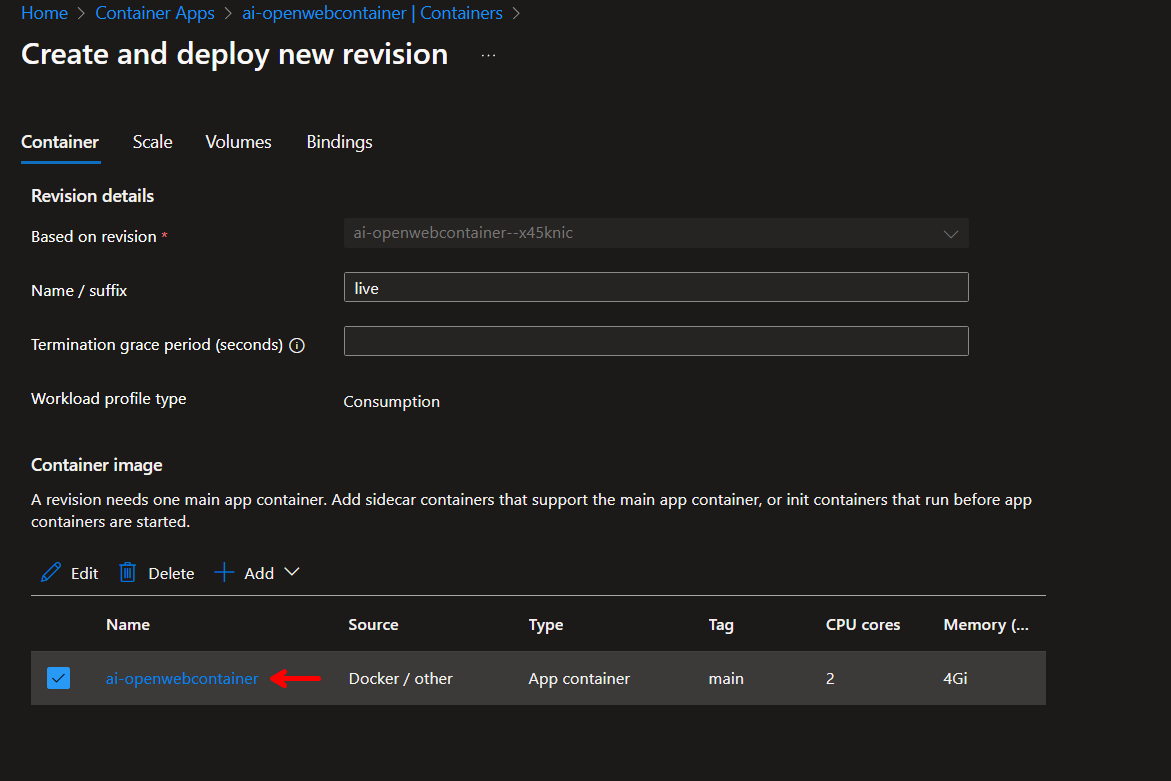 Home > Container Apps > ai-openwebcontainer | Containers >
Create and deploy new revision ...
Container Scale Volumes Bindings
Revision details
Based on revision * ai-openwebcontainer--x45knic
Name / suffix live
Termination grace period (seconds)
Workload profile type Consumption
Container image
A revision needs one main app container. Add sidecar containers that support the main app container, or init containers that run before app
containers are started.
Edit Delete Add
Name Source Type Tag CPU cores Memory (...
ai-openwebcontainer Docker / other App container main 2 4Gi